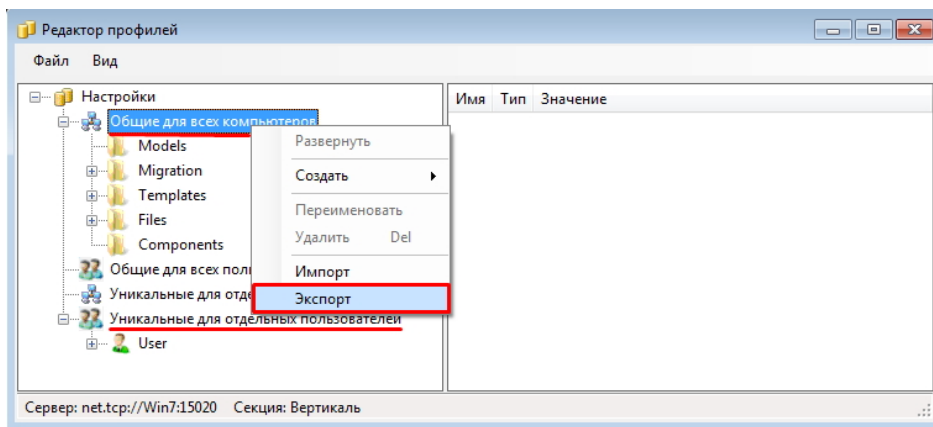 Редактор профилей
Файл Вид
Настройки
Имя Тип Значение
Общие для всех компьютеров
Models
Развернуть
Migration
Создать
Templates
Переименовать
Files
Удалить Del
Components
Общие для всех
Импорт
Уникальные для
Экспорт
Уникальные для отдельных пользователей
User
Сервер: net.tcp://Win7:15020 Секция: Вертикаль